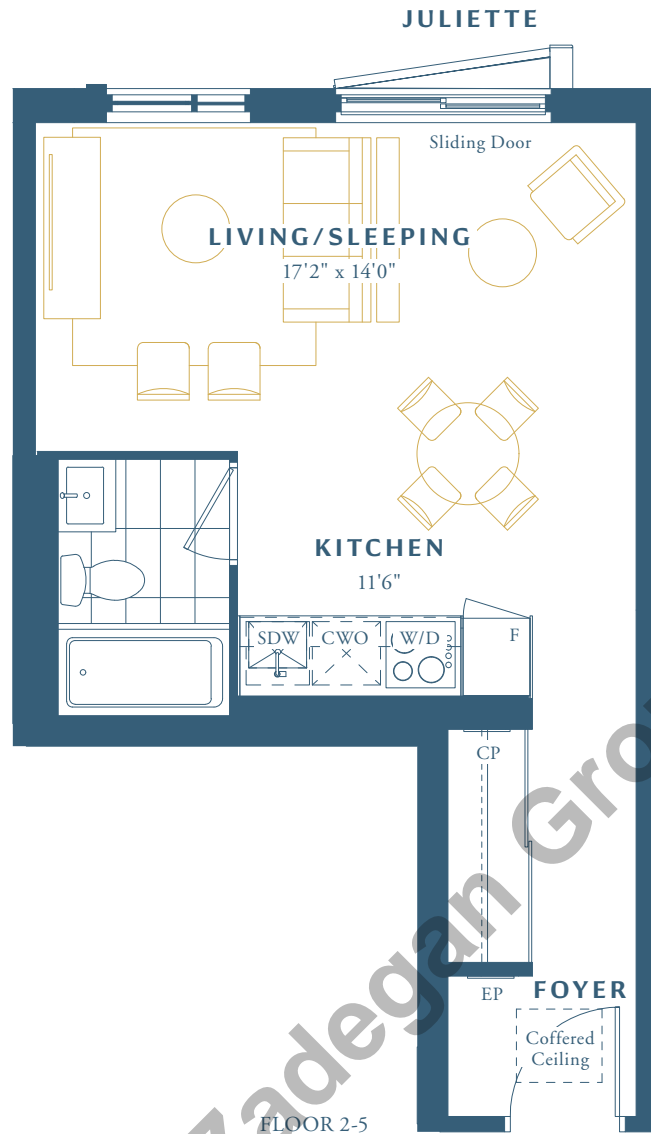 JULIETTE
Sliding Door
LIVING/SLEEPING
17'2" x 14'0"
KITCHEN
11'6"
SDW
CWO
W/D
F
CP
EP
FOYER
Coffered
Ceiling
FLOOR 2-5
Zadegan